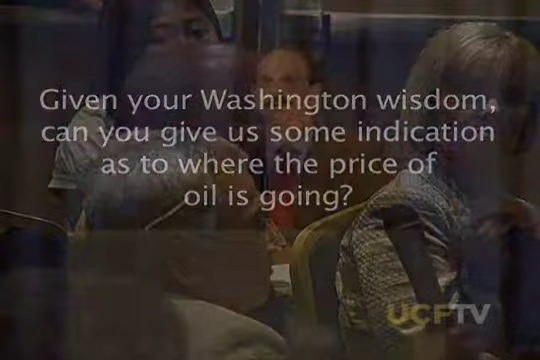 Given your Washington wisdom,
can you give us some indication
as to where the price of
oil is going?
UCFTV